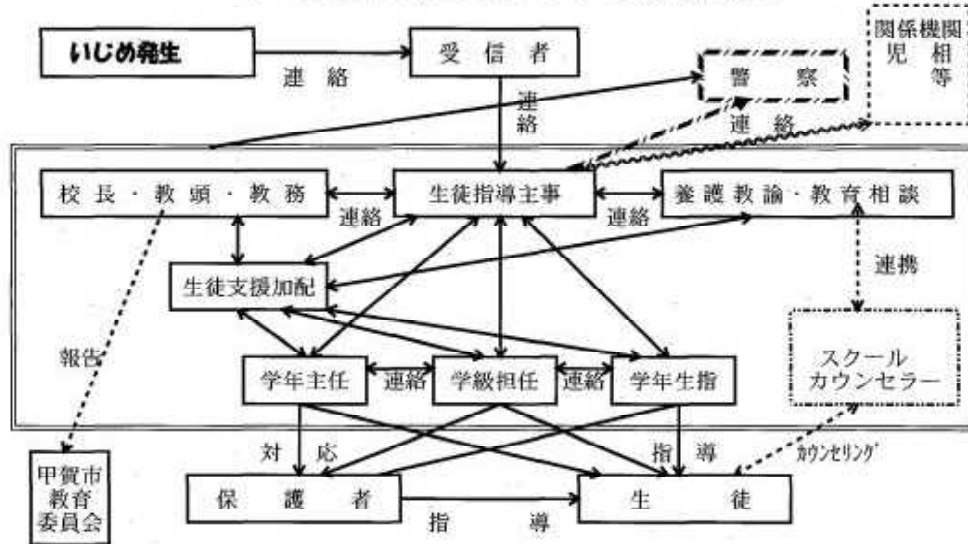 いじめ発生
連絡
受信者
関係機関
児相
等
警察
連絡
連絡
校長・教頭・教務
連絡
生徒指導主事
連絡
養護教諭・教育相談
生徒支援加配
連携
報告
学年主任
連絡
学級担任
連絡
学年生指
スクール
カウンセラー
対応
指導
カウンセリング
甲賀市
教育
委員会
保護者
指導
生徒